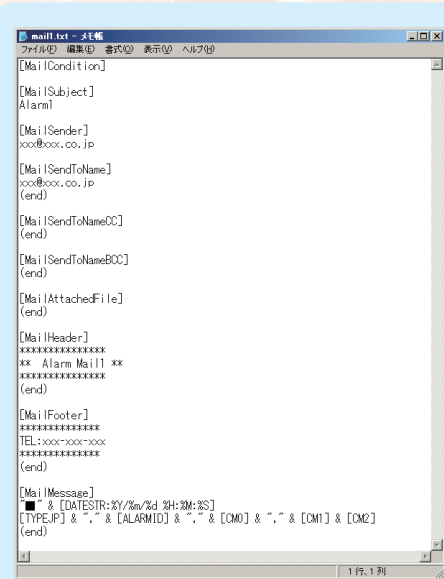 mail1.txt - メモ帳
ファイル(F) 編集(E) 書式(O) 表示(V) ヘルプ(H)
[MailCondition]
[MailSubject]
Alarm1
[MailSender]
xxx@xxx.co.jp
[MailSendToName]
xxx@xxx.co.jp
(end)
[MailSendToNameCC]
(end)
[MailSendToNameBCC]
(end)
[MailAttachedFile]
(end)
[MailHeader]
***************
**  Alarm Mail1 **
***************
(end)
[MailFooter]
**************
TEL:xxx-xxx-xxx
**************
(end)
[MailMessage]
"■" & [DATESTR:%Y/%m/%d %H:%M:%S]
[TYPEJP] & "," & [ALARMID] & "," & [CM0] & "," & [CM1] & [CM2]
(end)
1 行、1 列